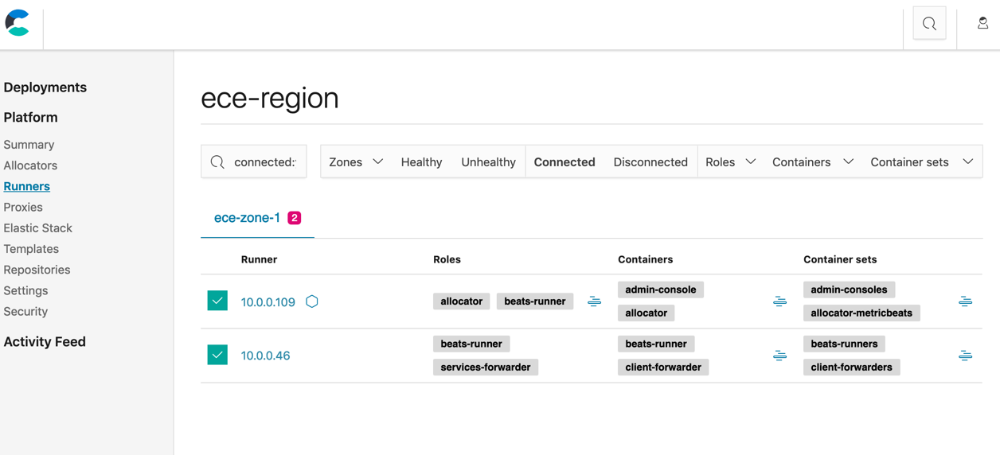 Deployments
Platform
Summary
Allocators
Runners
Proxies
Elastic Stack
Templates
Repositories
Settings
Security
Activity Feed
ece-region
connected: Zones Healthy Unhealthy Connected Disconnected Roles Containers Container sets
ece-zone-1 2
Runner Roles Containers Container sets
10.0.0.109 allocator beats-runner admin-console allocator admin-consoles allocator-metricbeats
10.0.0.46 beats-runner services-forwarder beats-runner client-forwarder beats-runners client-forwarders